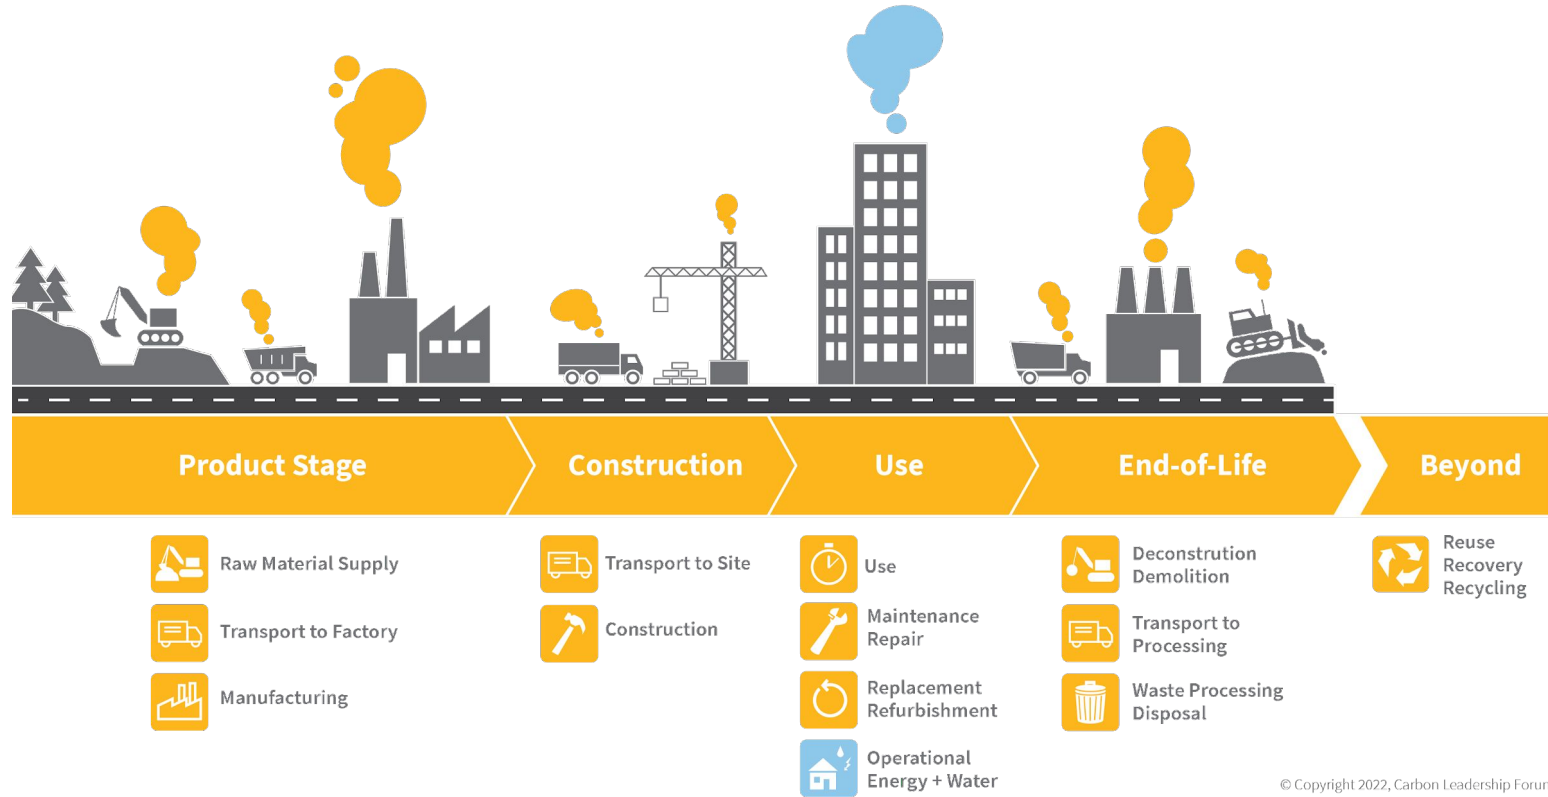 Product Stage
Construction
Use
End-of-Life
Beyond
Raw Material Supply
Transport to Factory
Manufacturing
Transport to Site
Construction
Use
Maintenance
Repair
Replacement
Refurbishment
Operational
Energy + Water
Deconstrution
Demolition
Transport to
Processing
Waste Processing
Disposal
Reuse
Recovery
Recycling
© Copyright 2022, Carbon Leadership Forur